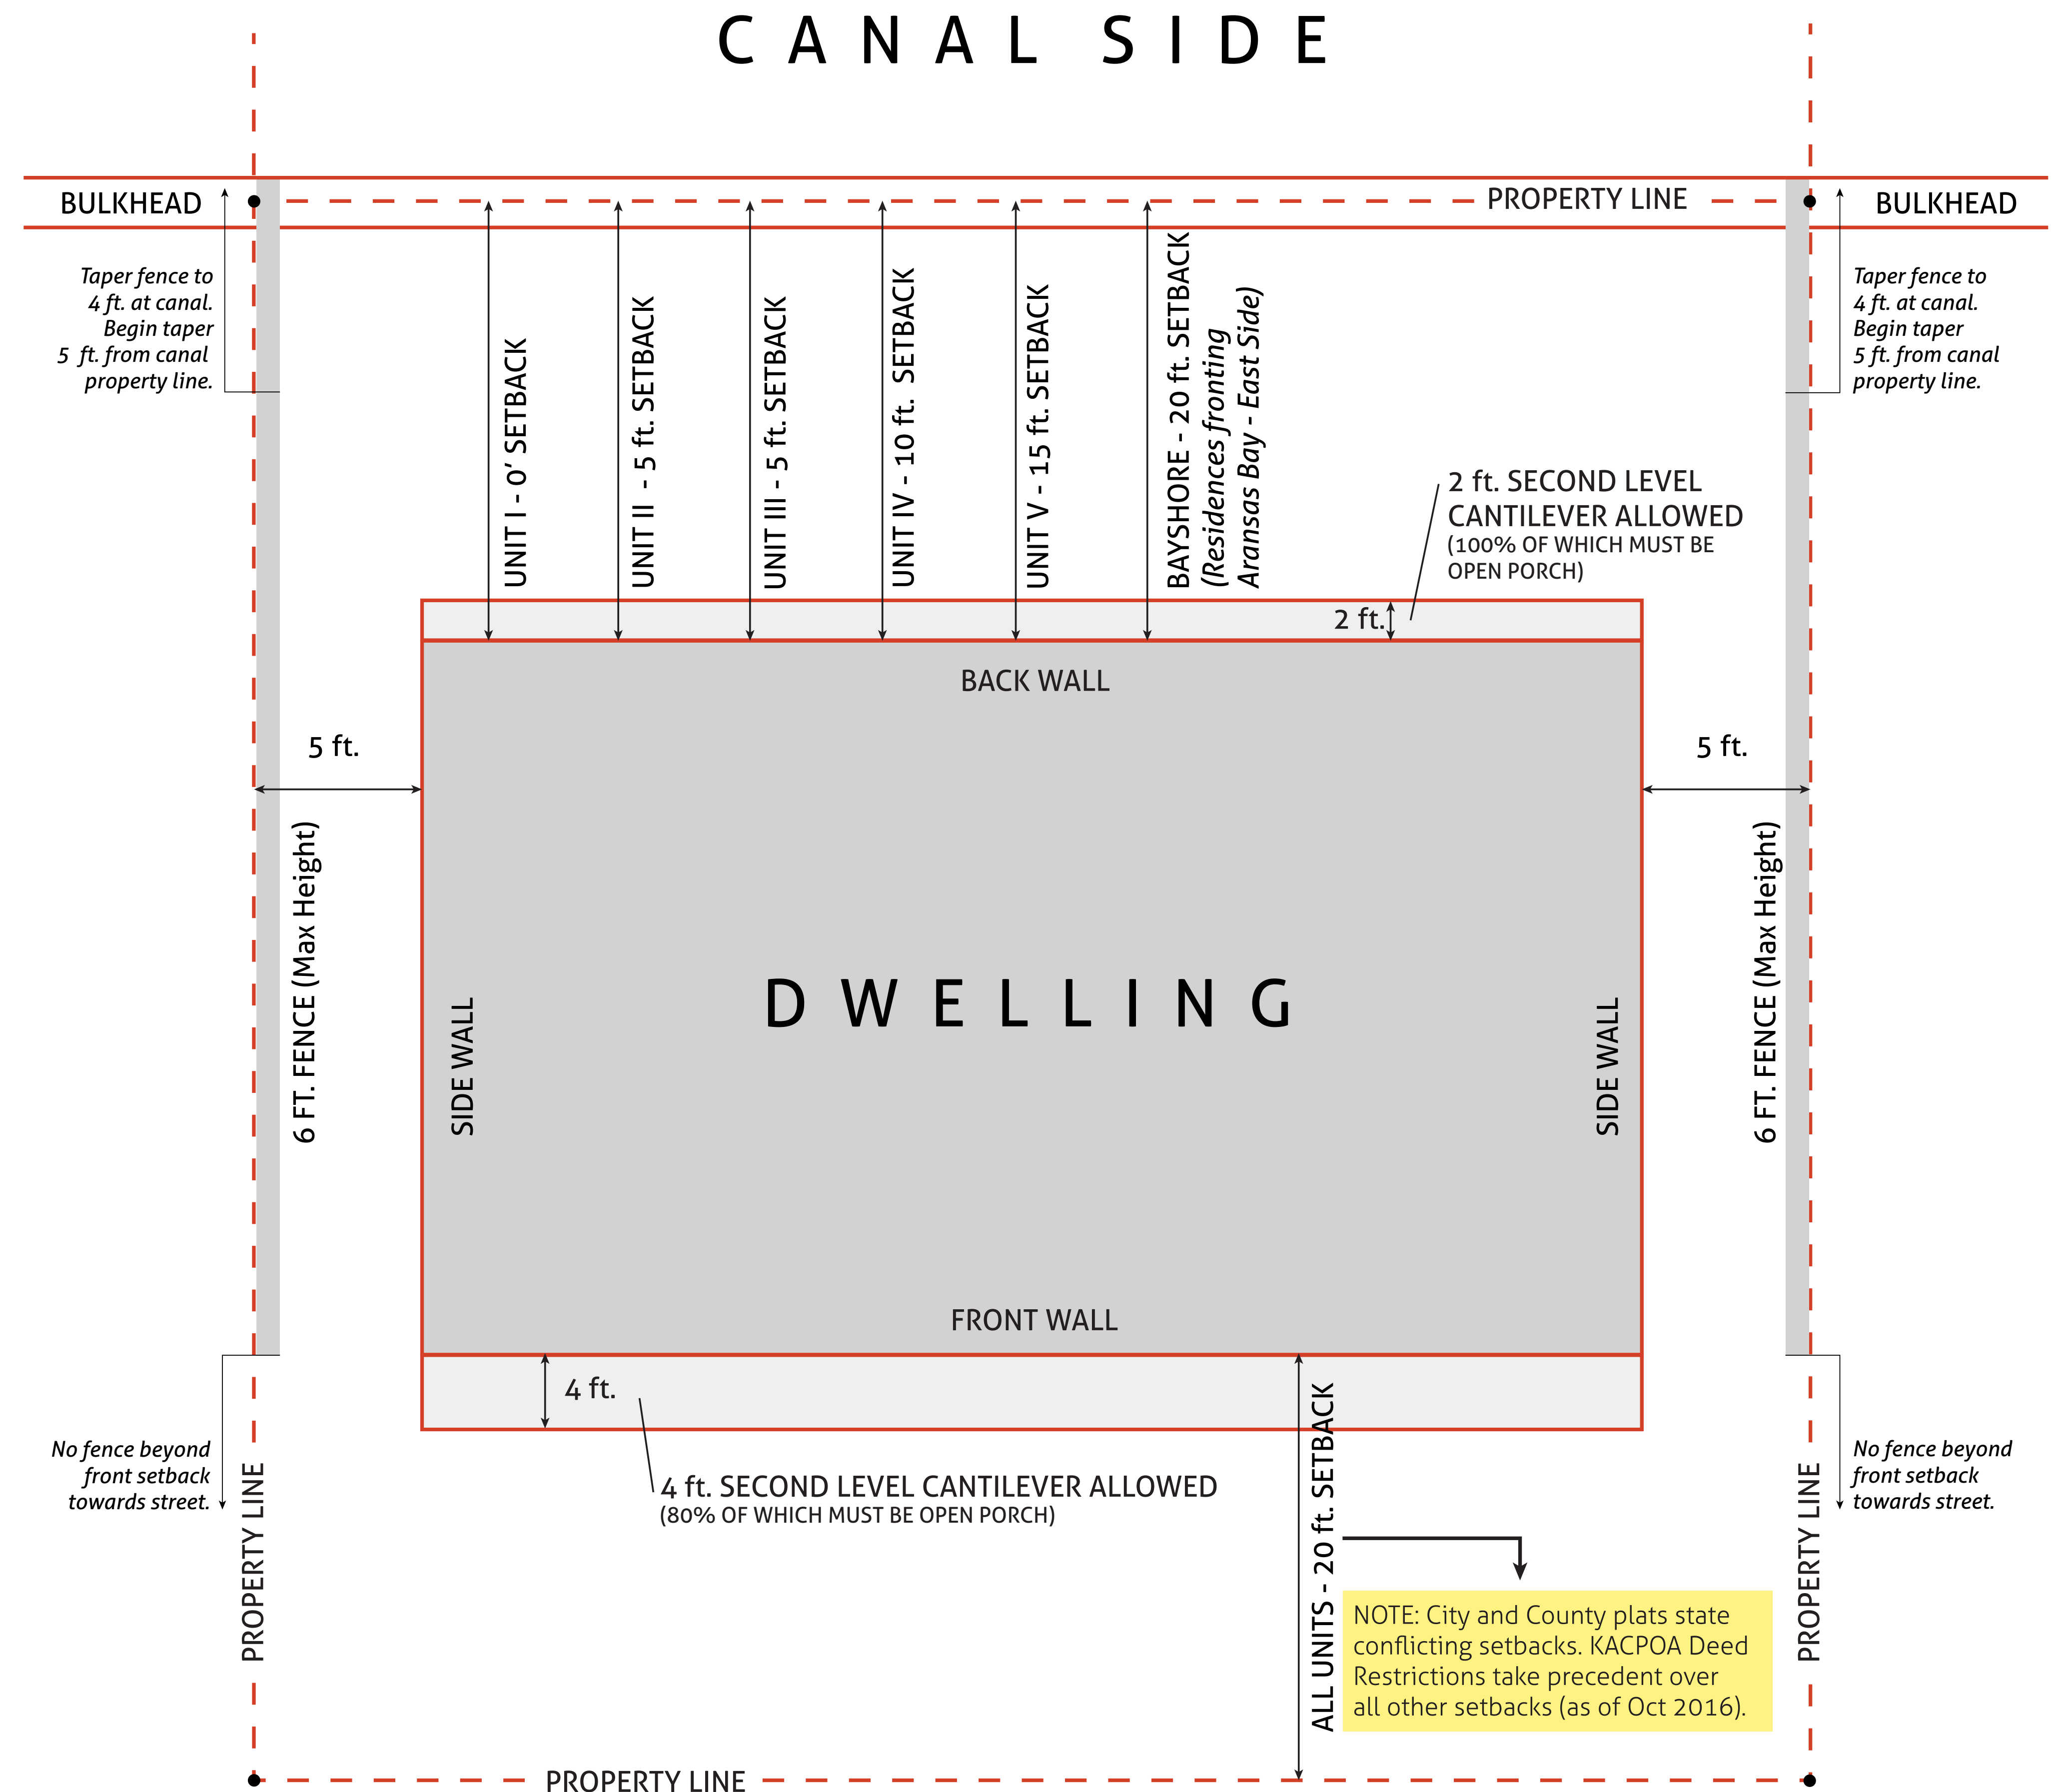 CANAL SIDE
BULKHEAD
PROPERTY LINE
BULKHEAD
Taper fence to
4 ft. at canal.
Begin taper
5 ft. from canal
property line.
UNIT I - 0' SETBACK
UNIT II - 5 ft. SETBACK
UNIT III - 5 ft. SETBACK
UNIT IV - 10 ft. SETBACK
UNIT V - 15 ft. SETBACK
BAYSHORE - 20 ft. SETBACK
(Residences fronting
Aransas Bay - East Side)
Taper fence to
4 ft. at canal.
Begin taper
5 ft. from canal
property line.
2 ft. SECOND LEVEL
CANTILEVER ALLOWED
(100% OF WHICH MUST BE
OPEN PORCH)
2 ft.
BACK WALL
5 ft.
5 ft.
6 FT. FENCE (Max Height)
SIDE WALL
DWELLING
SIDE WALL
6 FT. FENCE (Max Height)
FRONT WALL
4 ft.
4 ft. SECOND LEVEL CANTILEVER ALLOWED
(80% OF WHICH MUST BE OPEN PORCH)
ALL UNITS - 20 ft. SETBACK
No fence beyond
front setback
towards street.
No fence beyond
front setback
towards street.
PROPERTY LINE
PROPERTY LINE
NOTE: City and County plats state
conflicting setbacks. KACPOA Deed
Restrictions take precedent over
all other setbacks (as of Oct 2016).
PROPERTY LINE